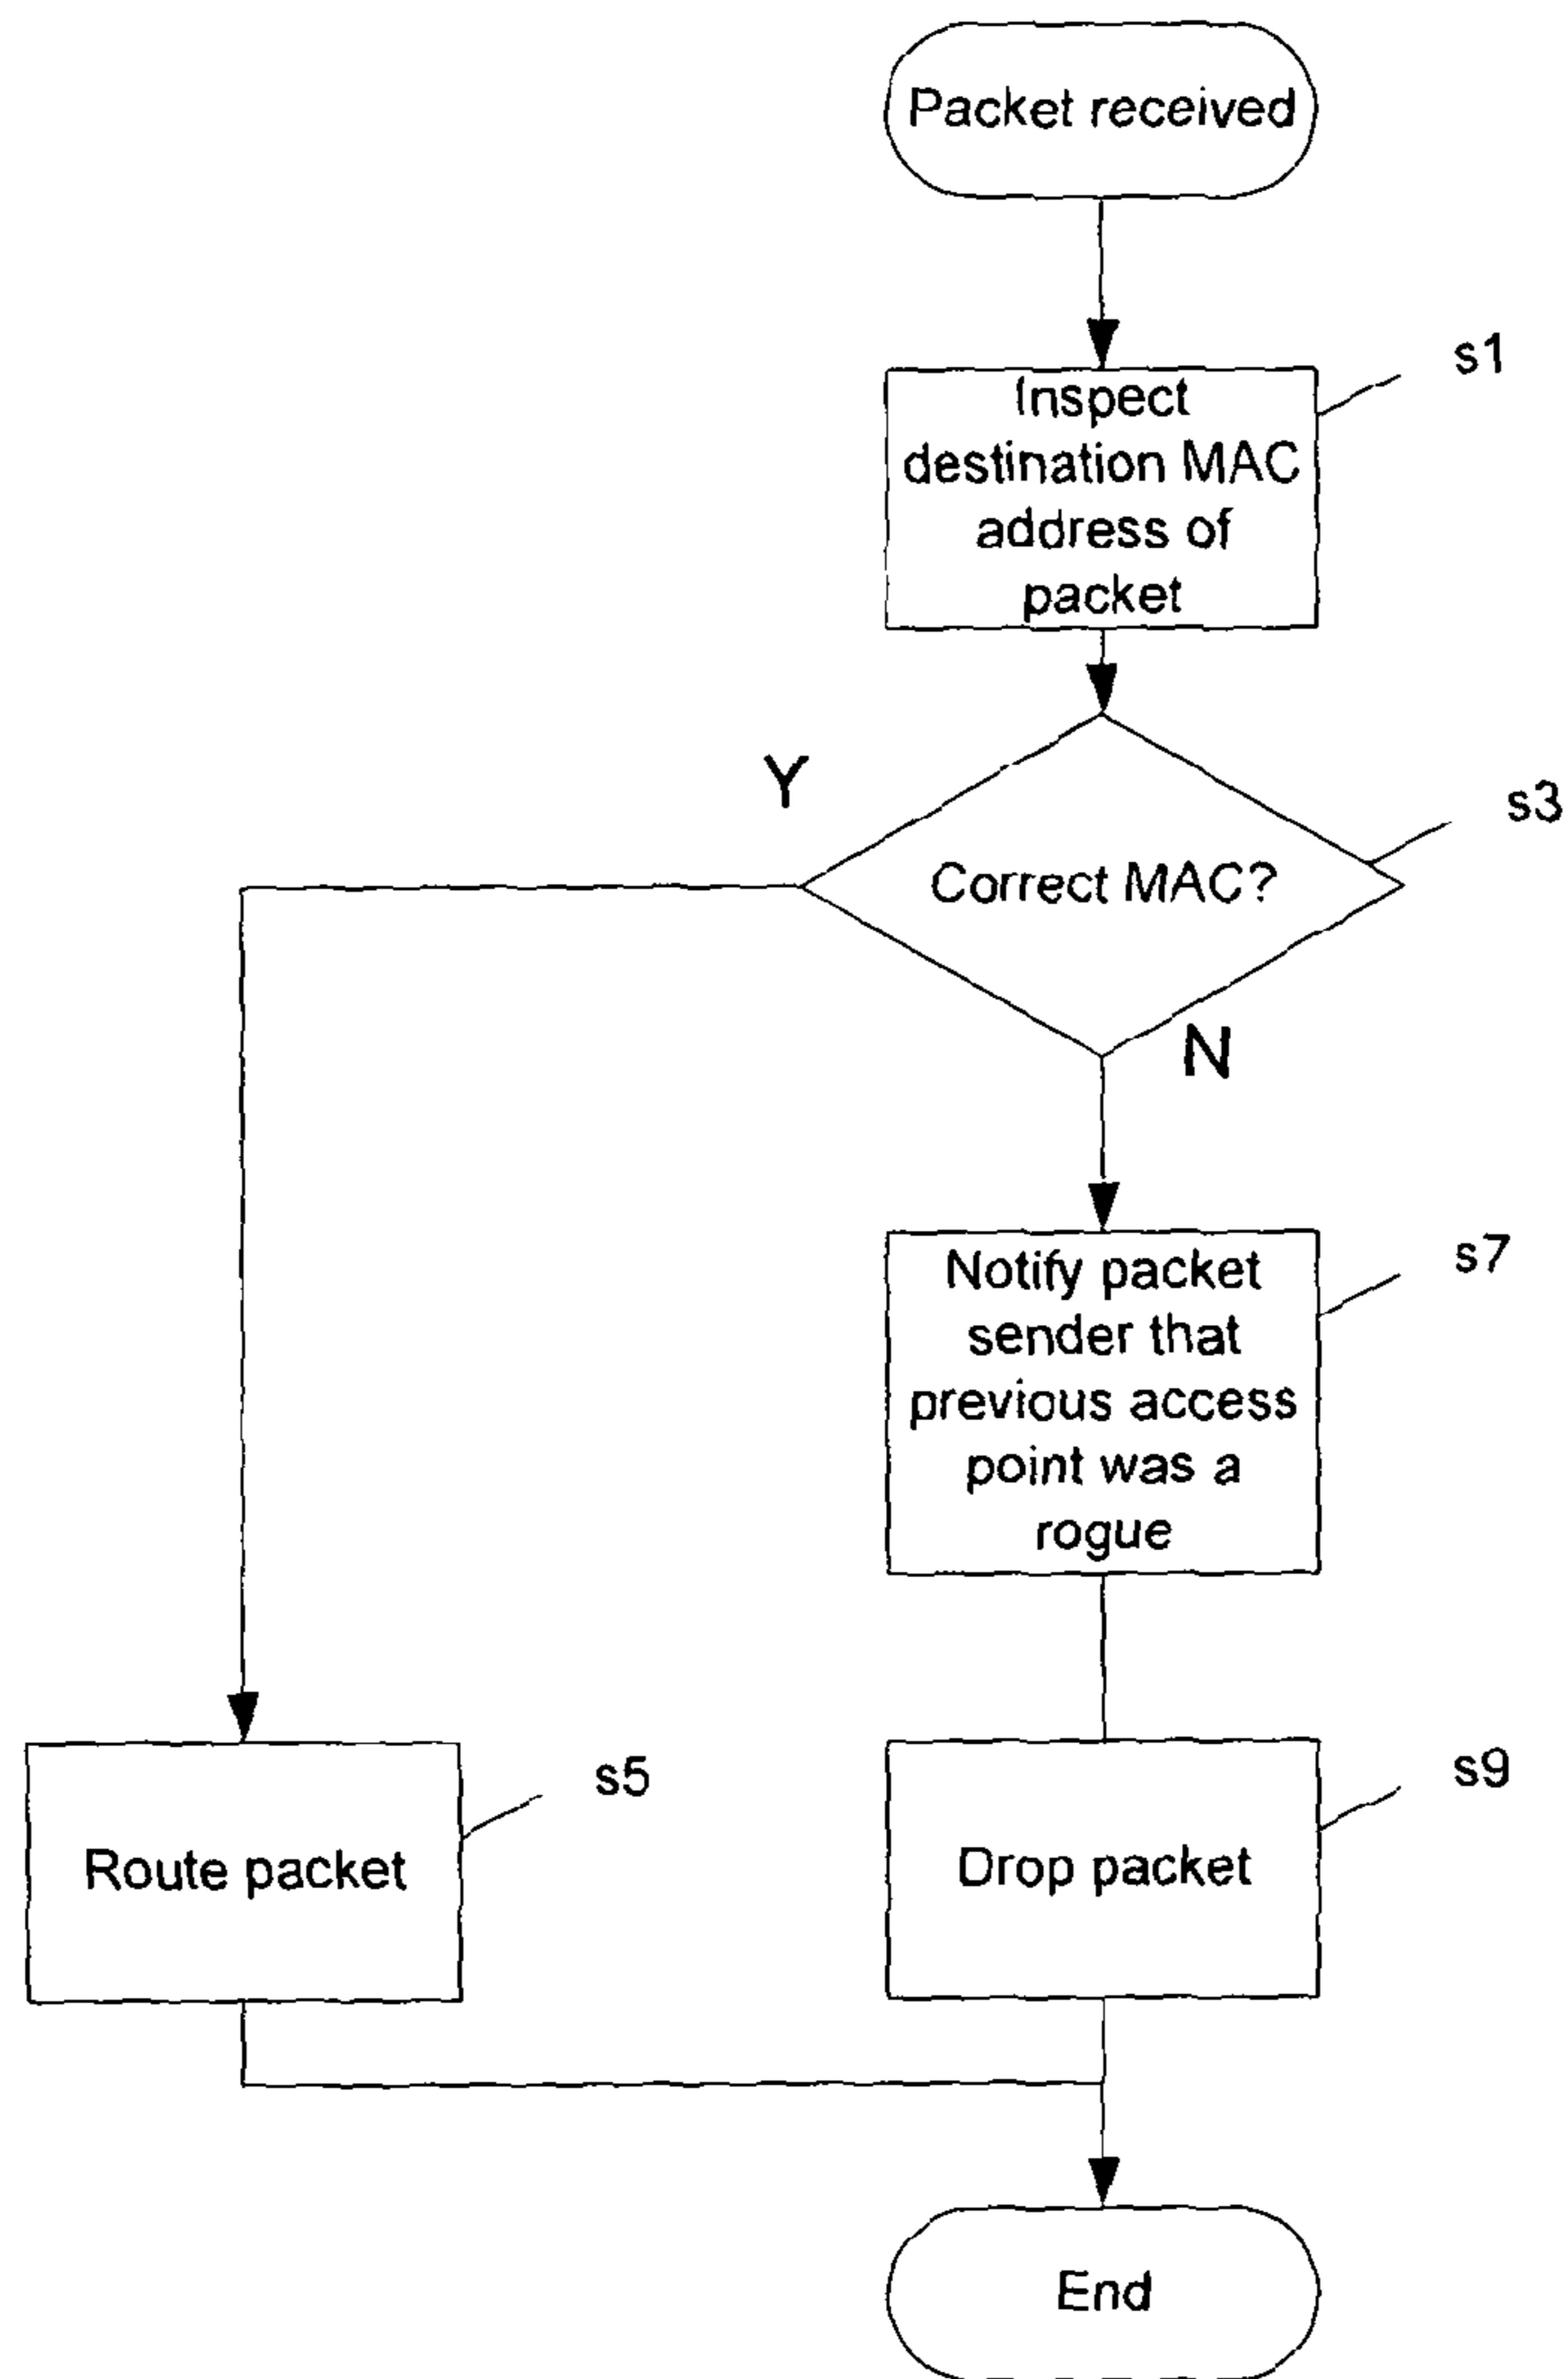 Packet received
s1
Inspect
destination MAC
address of
packet
Y
s3
Correct MAC?
N
s7
Notify packet
sender that
previous access
point was a
rogue
s5
s9
Route packet
Drop packet
End